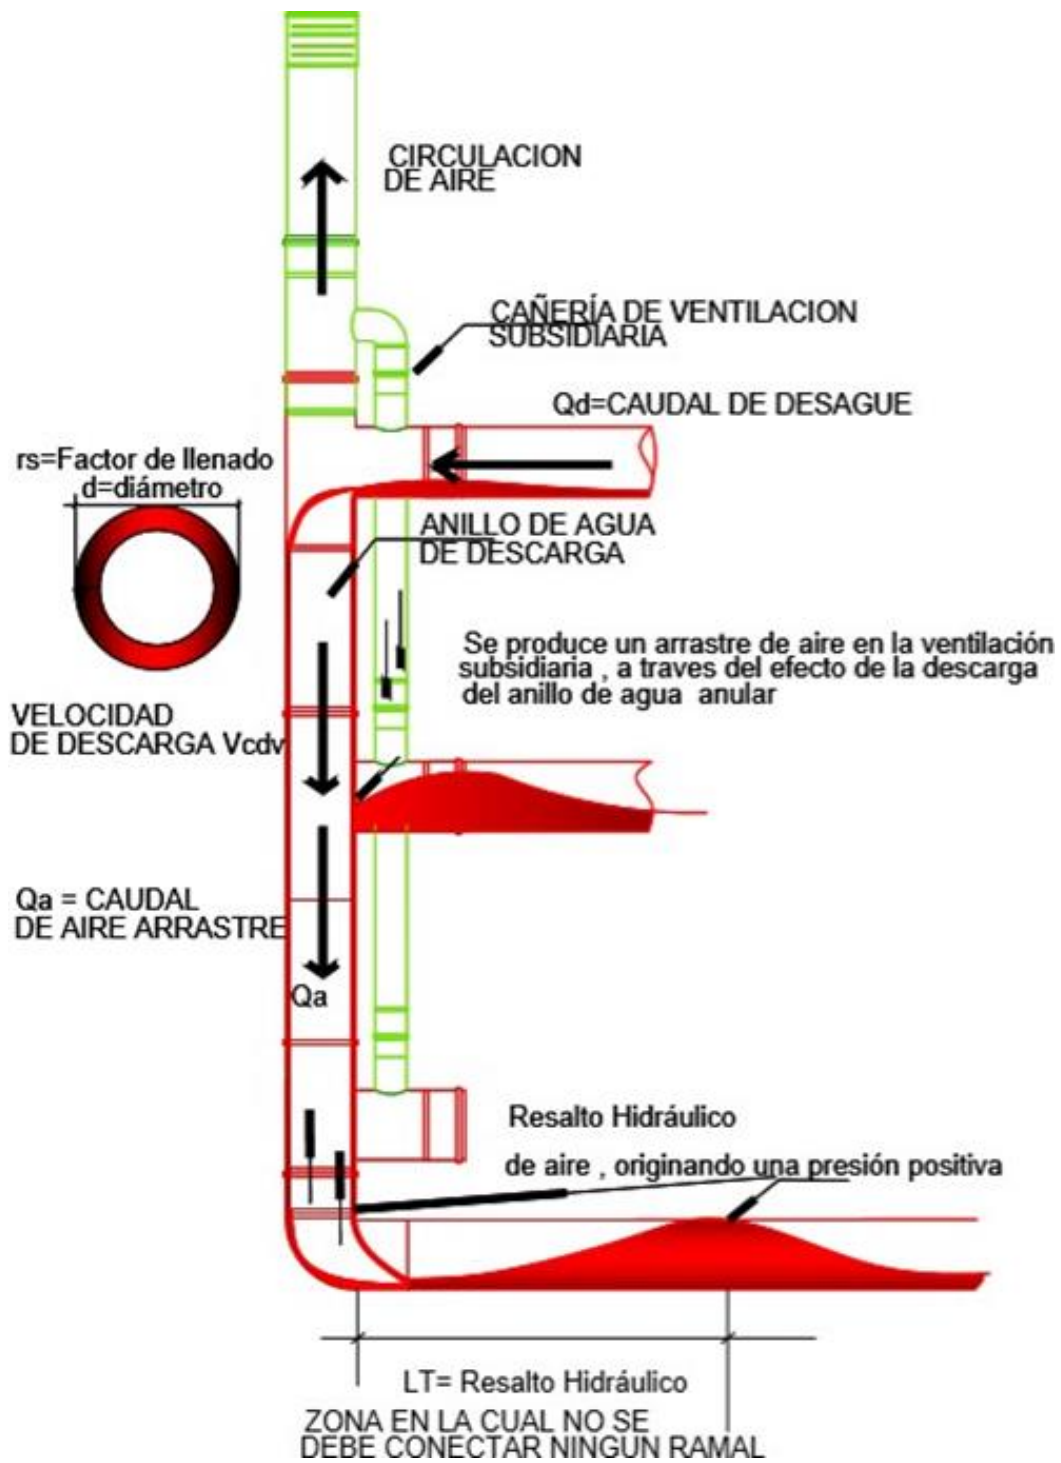 CIRCULACION
DE AIRE
CAÑERÍA DE VENTILACION
SUBSIDIARIA
Qd=CAUDAL DE DESAGUE
rs=Factor de llenado
d=diámetro
ANILLO DE AGUA
DE DESCARGA
Se produce un arrastre de aire en la ventilación
subsidiaria , a traves del efecto de la descarga
del anillo de agua anular
VELOCIDAD
DE DESCARGA Vcdv
Qa = CAUDAL
DE AIRE ARRASTRE
Qa
Resalto Hidráulico
de aire , originando una presión positiva
LT= Resalto Hidráulico
ZONA EN LA CUAL NO SE
DEBE CONECTAR NINGUN RAMAL